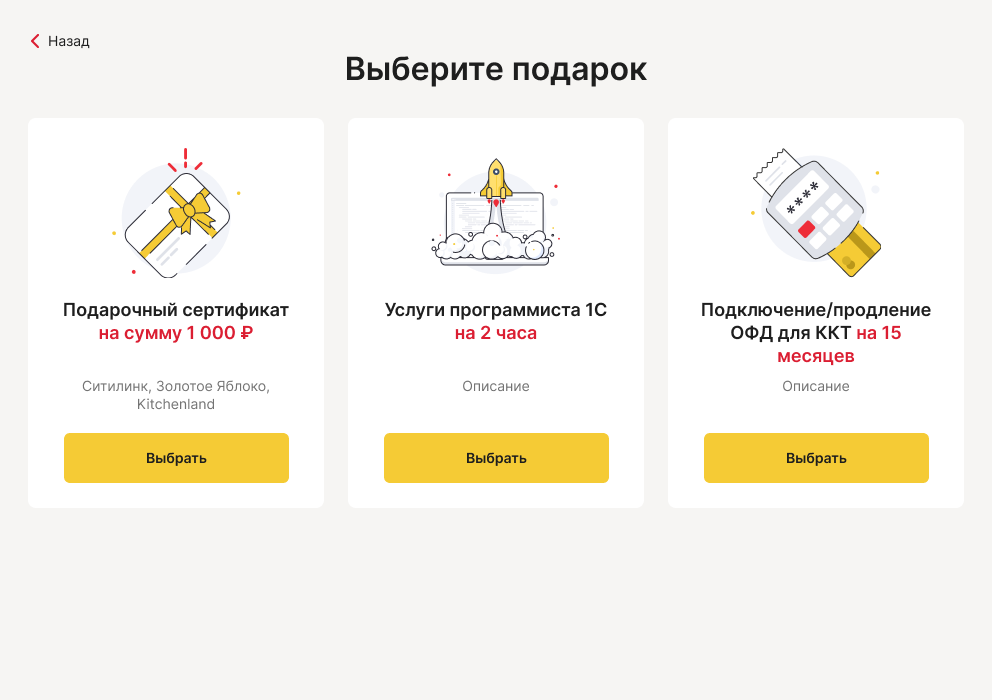 Назад
Выберите подарок
Подарочный сертификат
на сумму 1 000 ₽
Ситилинк, Золотое Яблоко,
Kitchenland
Выбрать
Услуги программиста 1С
на 2 часа
Описание
Выбрать
Подключение/продление
ОФД для ККТ на 15
месяцев
Описание
Выбрать